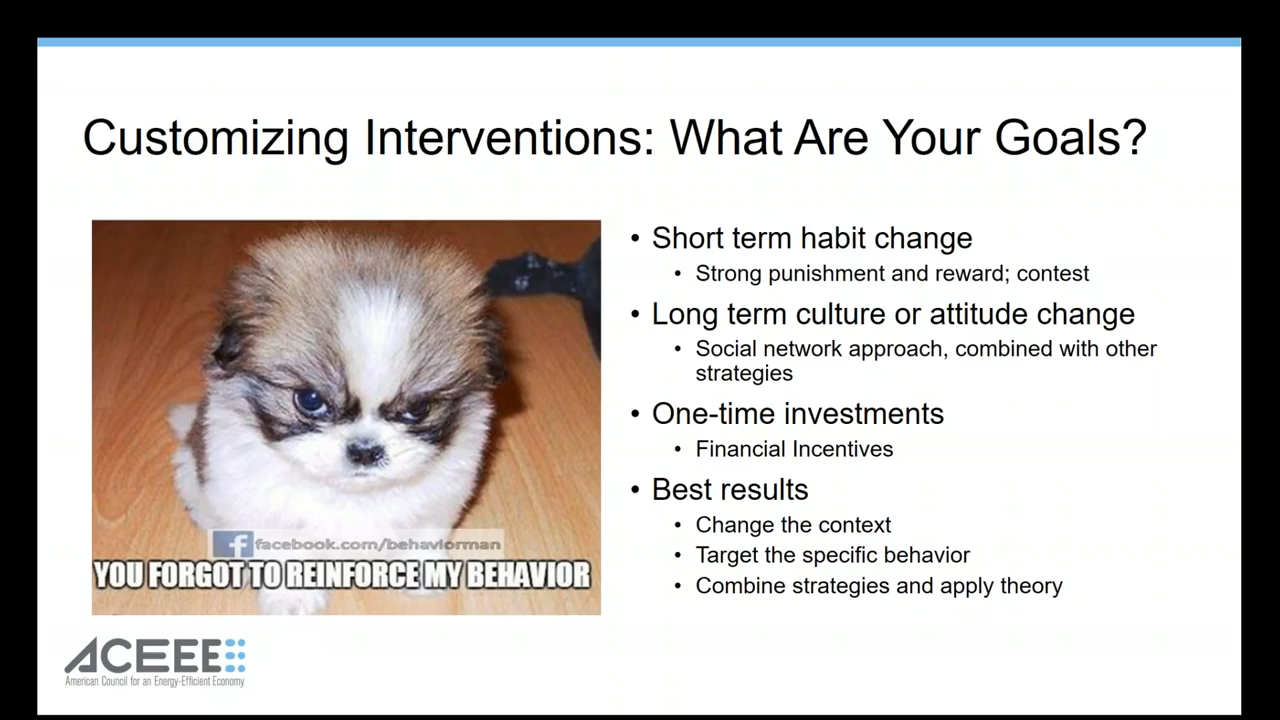 Customizing Interventions: What Are Your Goals?
facebook.com/behaviorman
YOU FORGOT TO REINFORCE MY BEHAVIOR
• Short term habit change
• Strong punishment and reward; contest
• Long term culture or attitude change
• Social network approach, combined with other
strategies
• One-time investments
• Financial Incentives
• Best results
• Change the context
• Target the specific behavior
• Combine strategies and apply theory
ACEEE
American Council for an Energy-Efficient Economy